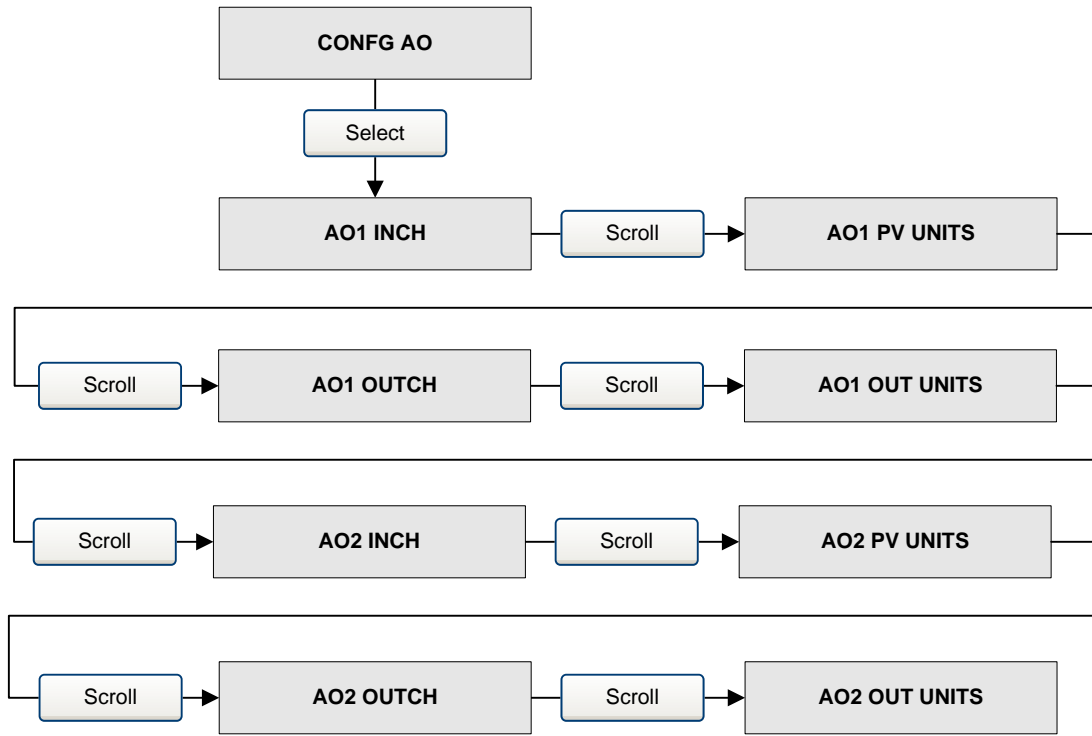 CONFG AO
Select
AO1 INCH
Scroll
AO1 PV UNITS
Scroll
AO1 OUTCH
Scroll
AO1 OUT UNITS
Scroll
AO2 INCH
Scroll
AO2 PV UNITS
Scroll
AO2 OUTCH
Scroll
AO2 OUT UNITS